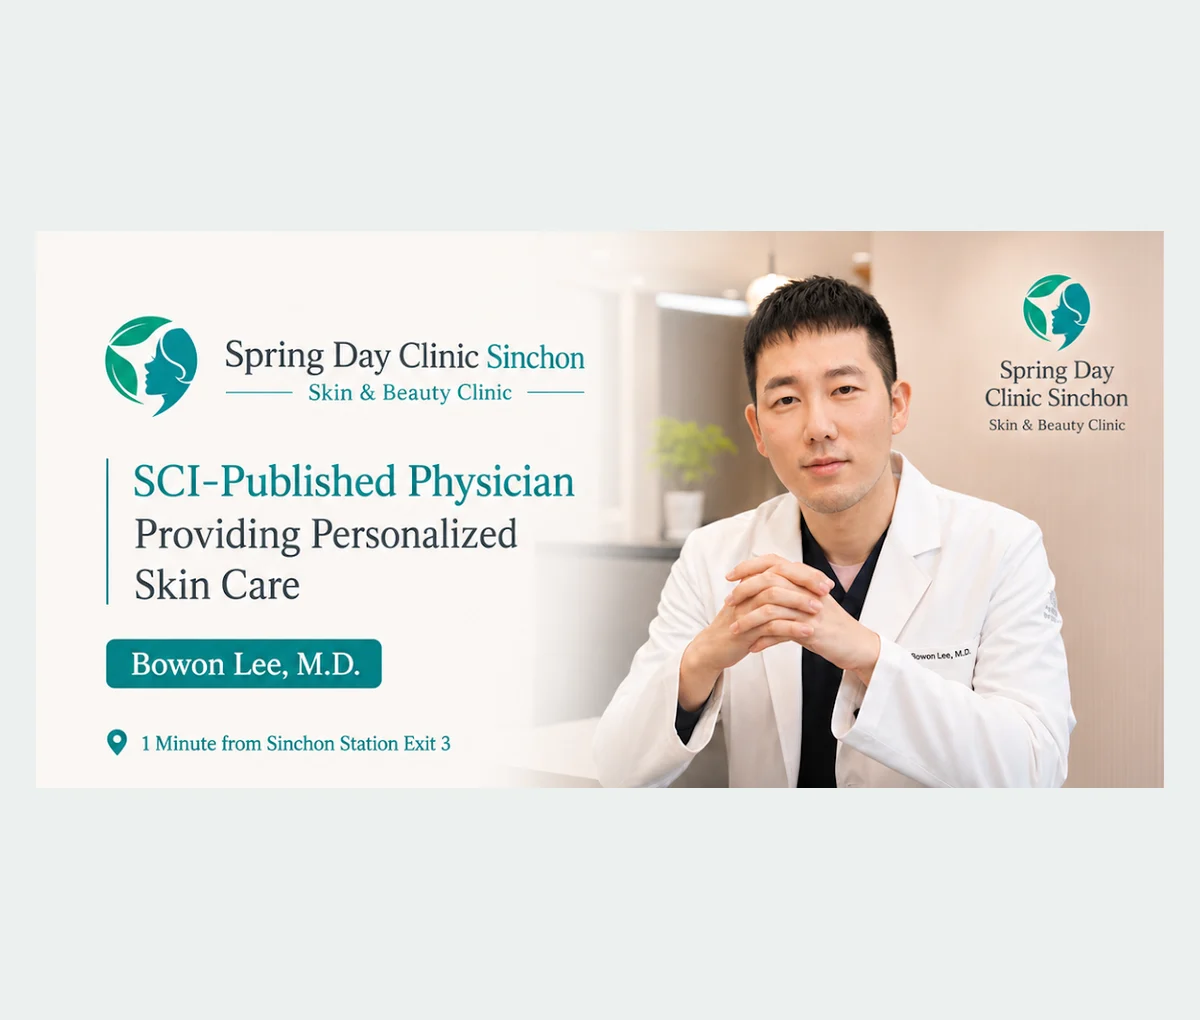 Spring Day Clinic Sinchon
Skin & Beauty Clinic
SCI-Published Physician
Providing Personalized
Skin Care
Bowon Lee, M.D.
1 Minute from Sinchon Station Exit 3
Spring Day
Clinic Sinchon
Skin & Beauty Clinic
Bowon Lee, M.D.